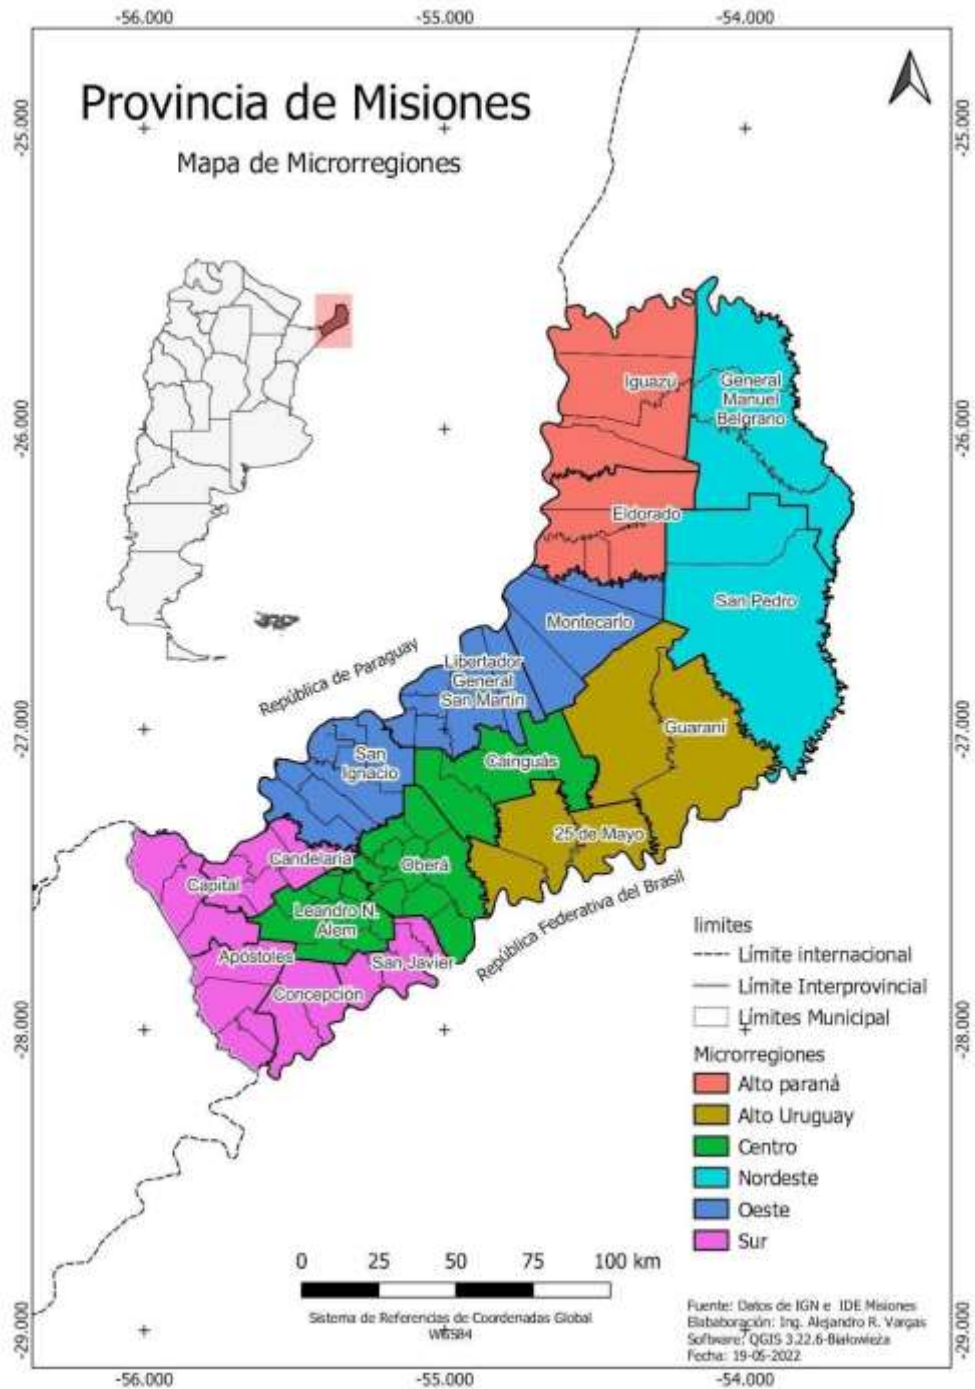 -56.000
-55.000
-54.000
Provincia de Misiones
Mapa de Microrregiones
-25.000
-25.000
Iguazú
General
Manuel
Belgrano
-26.000
-26.000
Eldorado
San Pedro
Montecarlo
República de Paraguay
Libertador
General
San Martín
Guaraní
-27.000
-27.000
San
Ignacio
Cainguás
25 de Mayo
Candelaria
Oberá
Capital
República Federativa del Brasil
Leandro N.
Alem
Apóstoles
San Javier
Concepción
-28.000
-28.000
limites
Límite internacional
Límite Interprovincial
Límites Municipal
Microrregiones
Alto paraná
Alto Uruguay
Centro
Nordeste
Oeste
Sur
0 25 50 75 100 km
Sistema de Referencias de Coordenadas Global
WGS84
Fuente: Datos de IGN e IDE Misiones
Elababoración: Ing. Alejandro R. Vargas
Software: QGIS 3.22.6-Białowieża
Fecha: 19-05-2022
-29.000
-29.000
-56.000
-55.000
-54.000